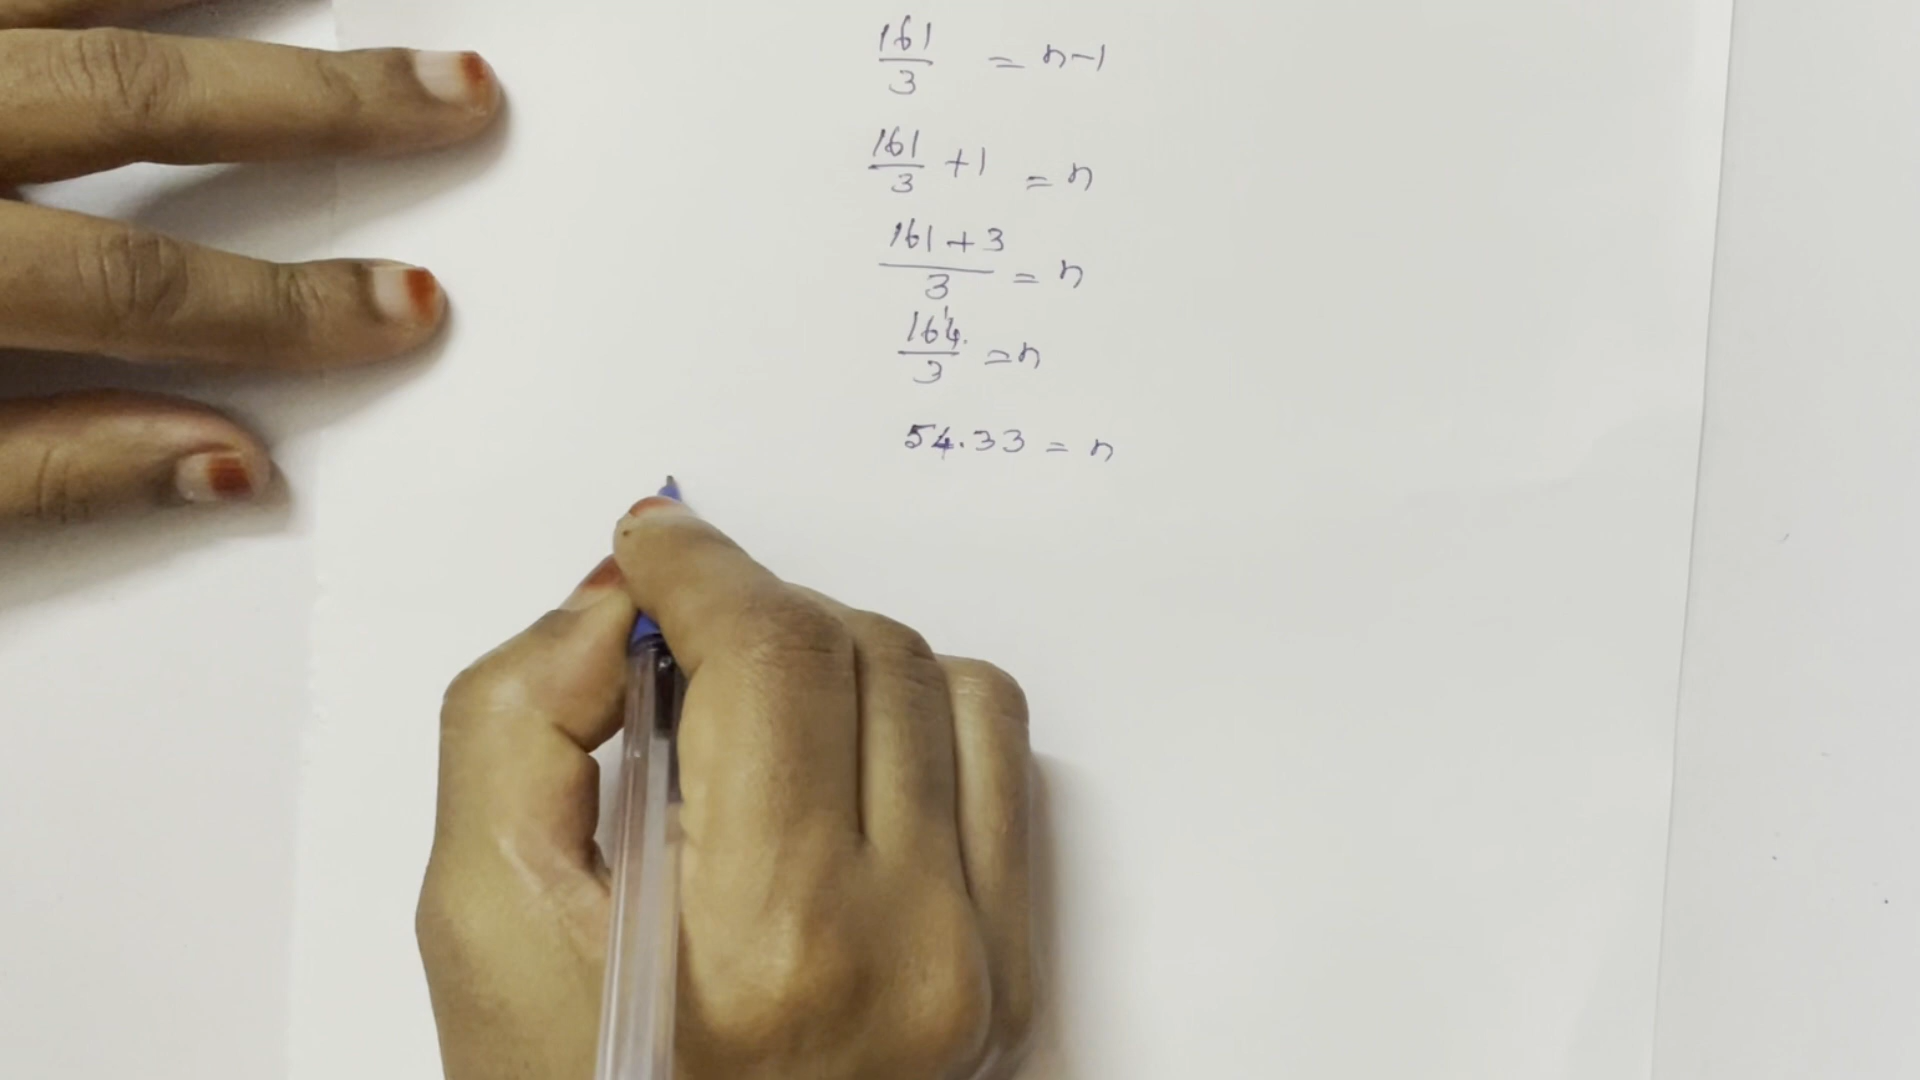 161/3 = n-1
161/3 +1 = n
161+3/3 = n
164/3 = n
54.33 = n